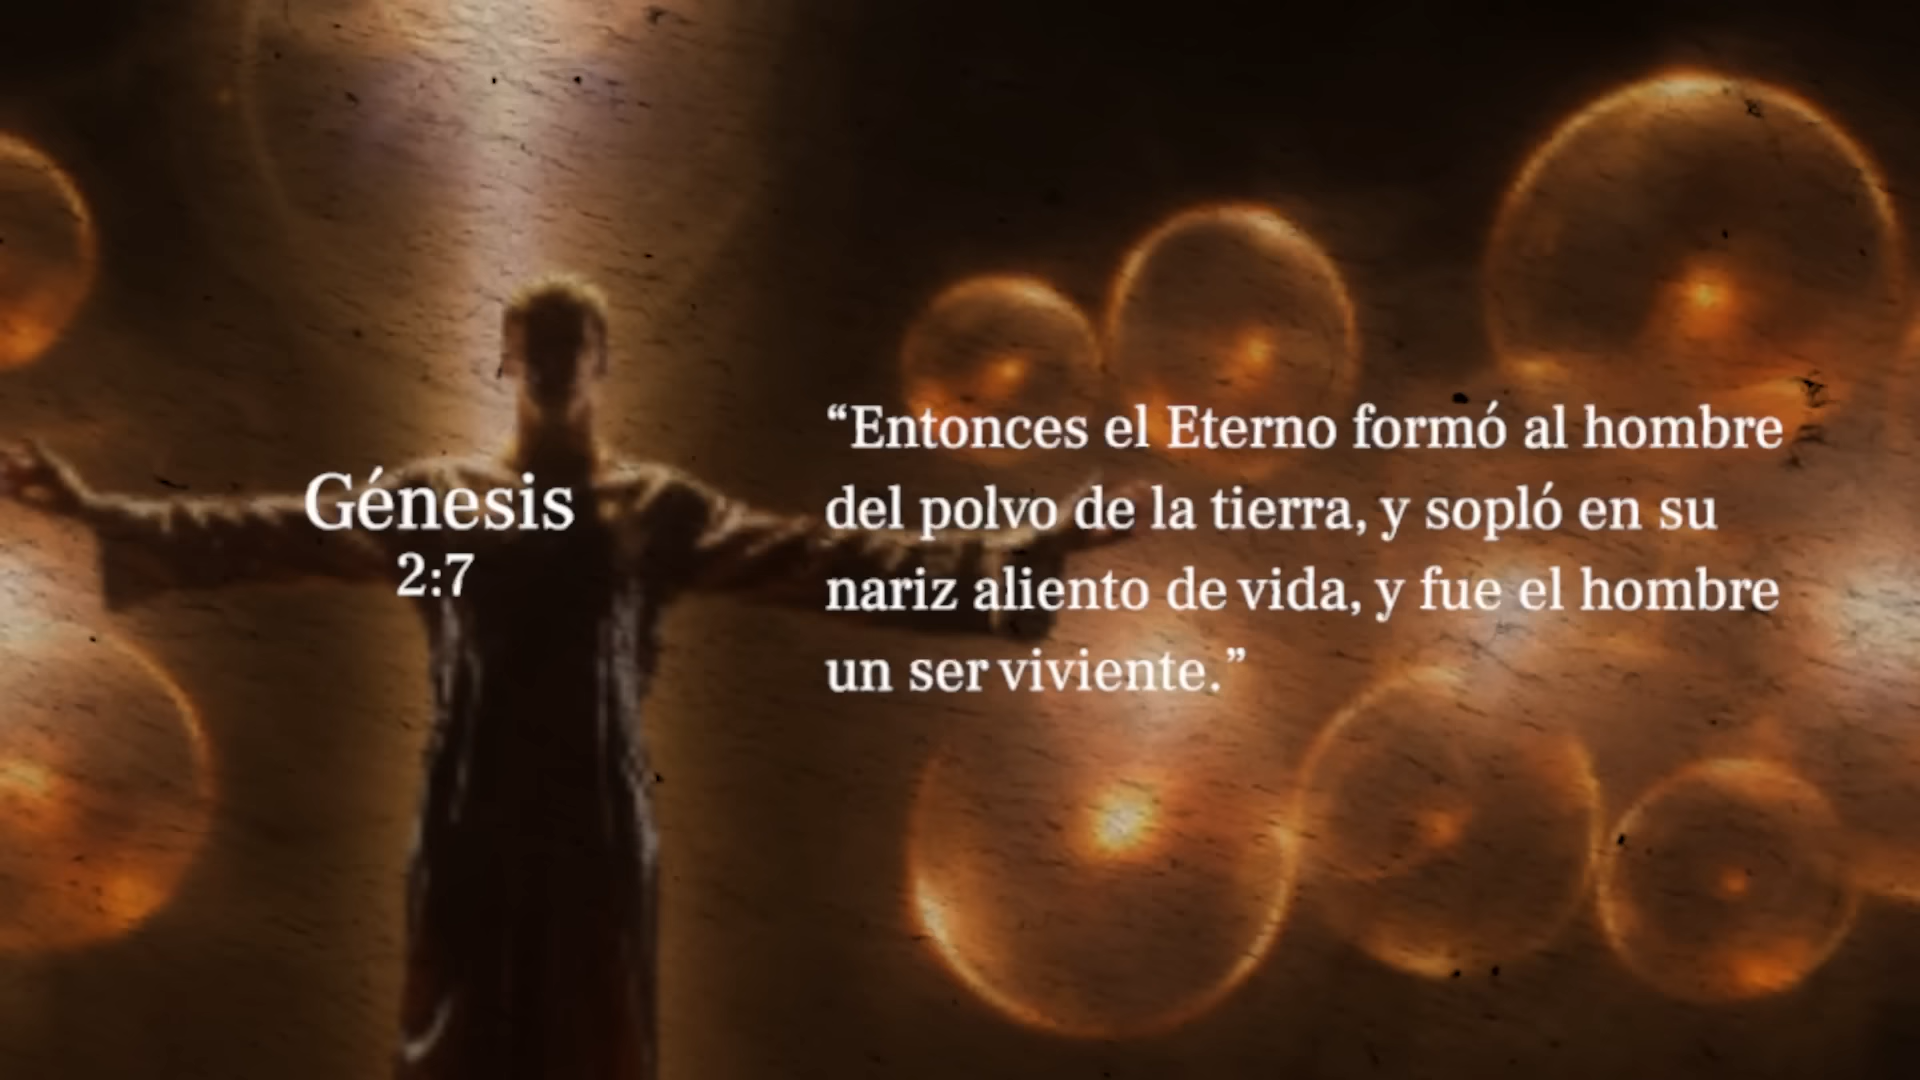 Génesis
2:7
“Entonces el Eterno formó al hombre
del polvo de la tierra, y sopló en su
nariz aliento de vida, y fue el hombre
un ser viviente.”